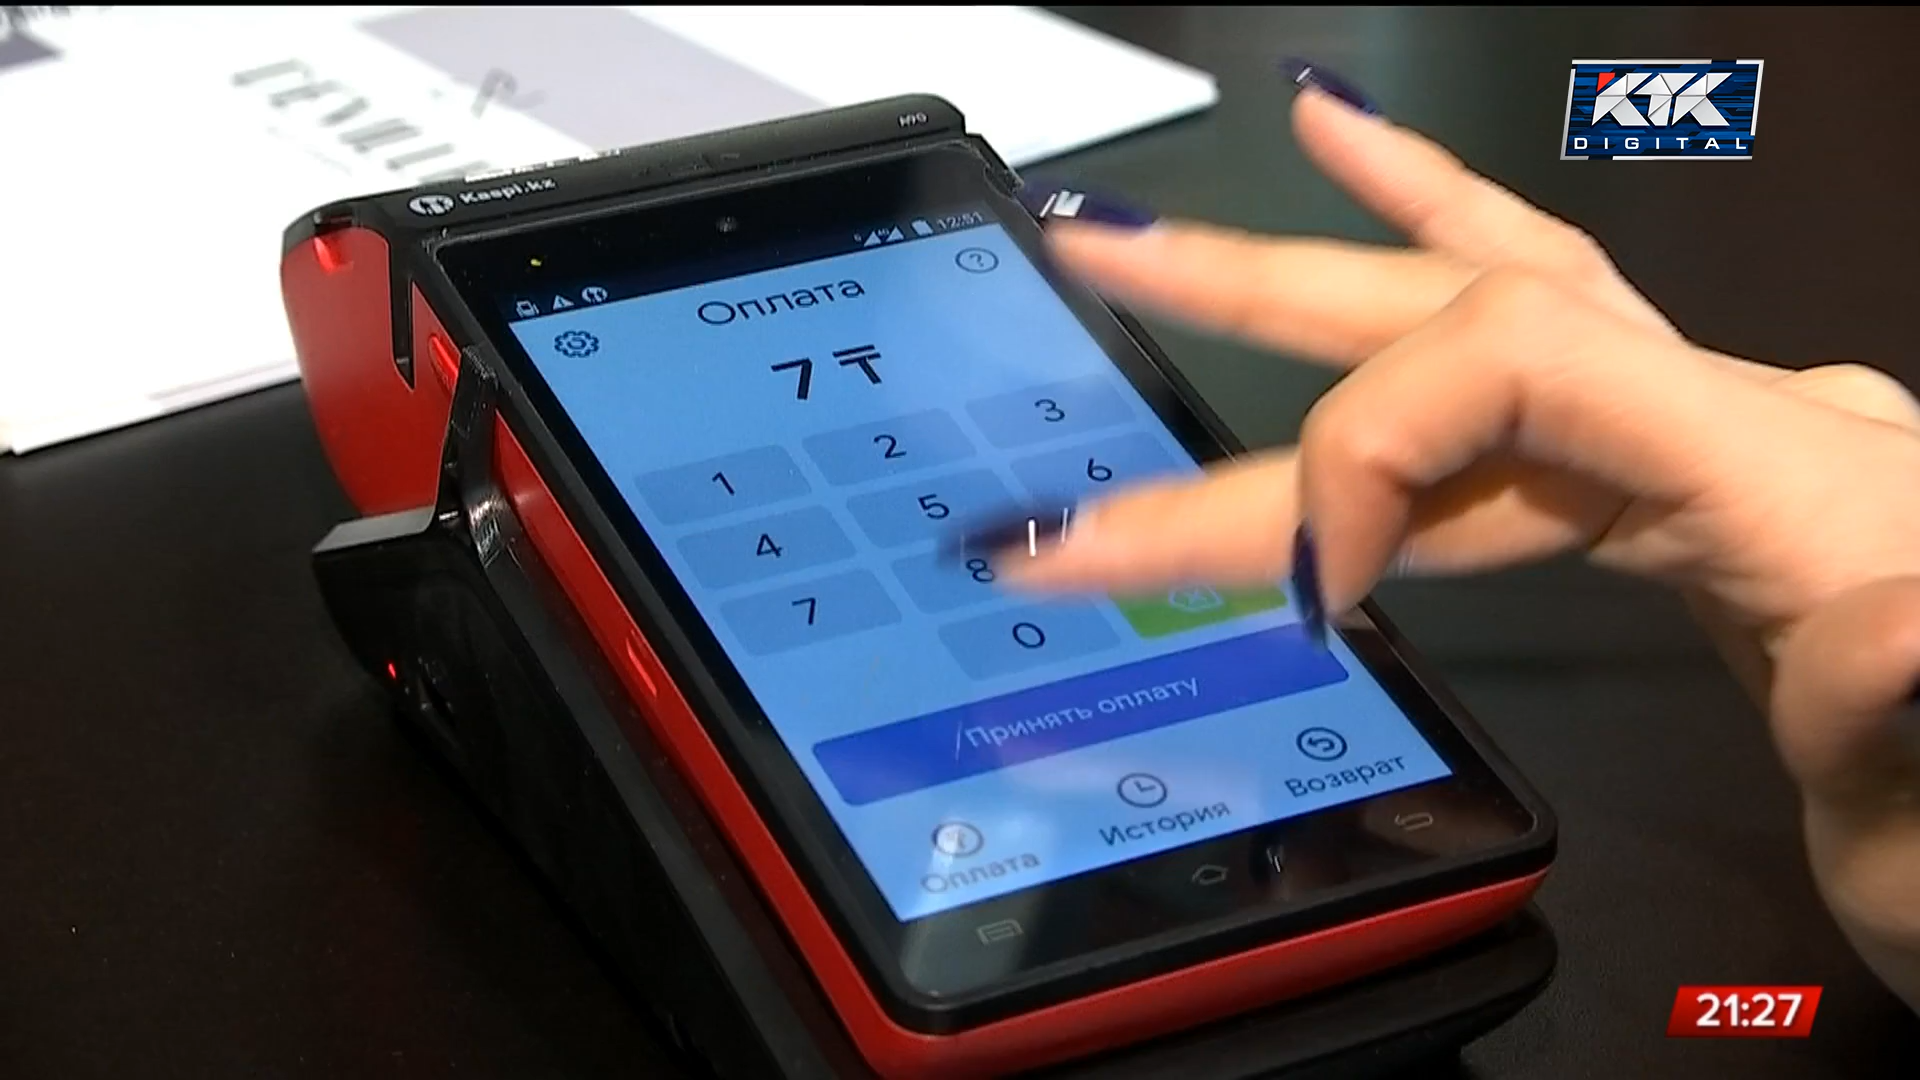 KTK
DIGITAL
A90
Kaspi.kz
12:51
Оплата
7 ₸
1 2 3
4 5 6
7 8
0
Принять оплату
Оплата История Возврат
21:27